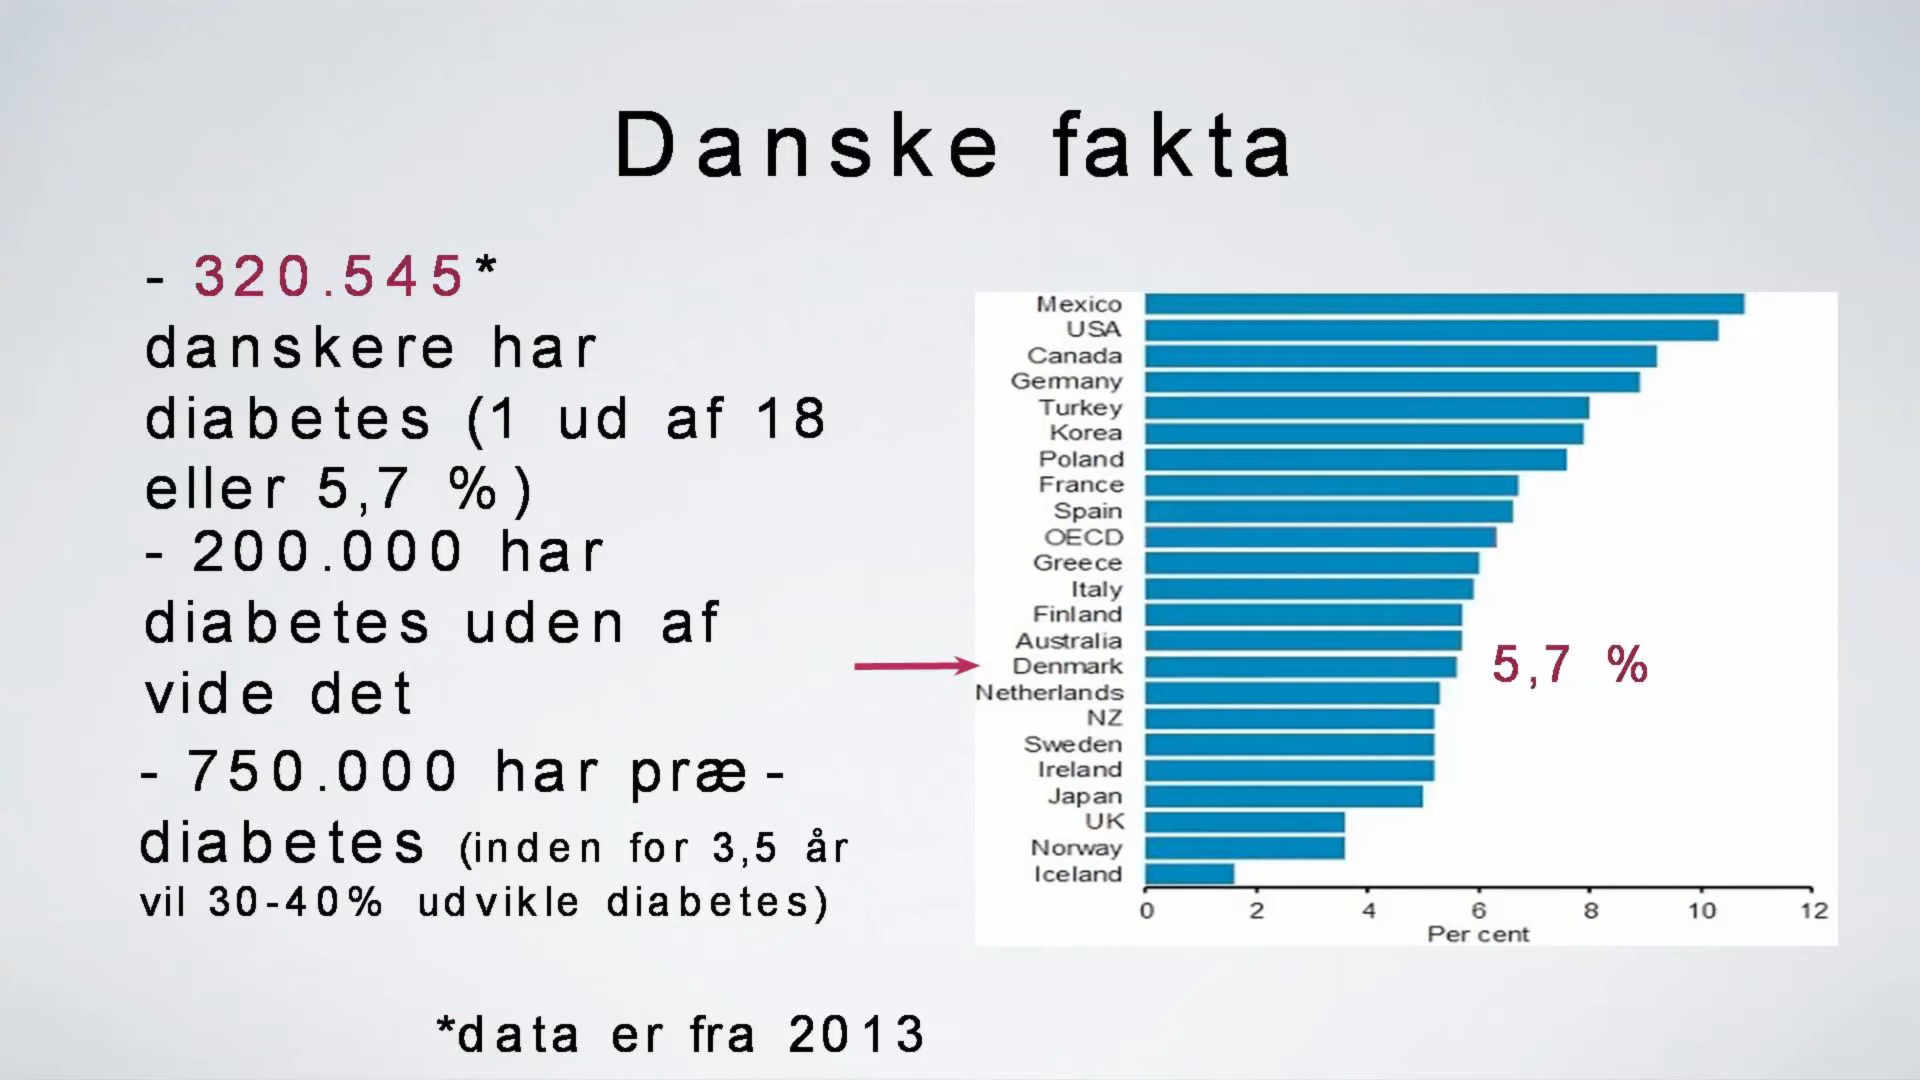 Danske fakta
- 320.545*
danskere har
diabetes (1 ud af 18
eller 5,7 %)
- 200.000 har
diabetes uden af
vide det
- 750.000 har præ-
diabetes (inden for 3,5 år
vil 30-40% udvikle diabetes)
*data er fra 2013
Mexico
USA
Canada
Germany
Turkey
Korea
Poland
France
Spain
OECD
Greece
Italy
Finland
Australia
Denmark
5,7 %
Netherlands
NZ
Sweden
Ireland
Japan
UK
Norway
Iceland
0 2 4 6 8 10 12
Per cent